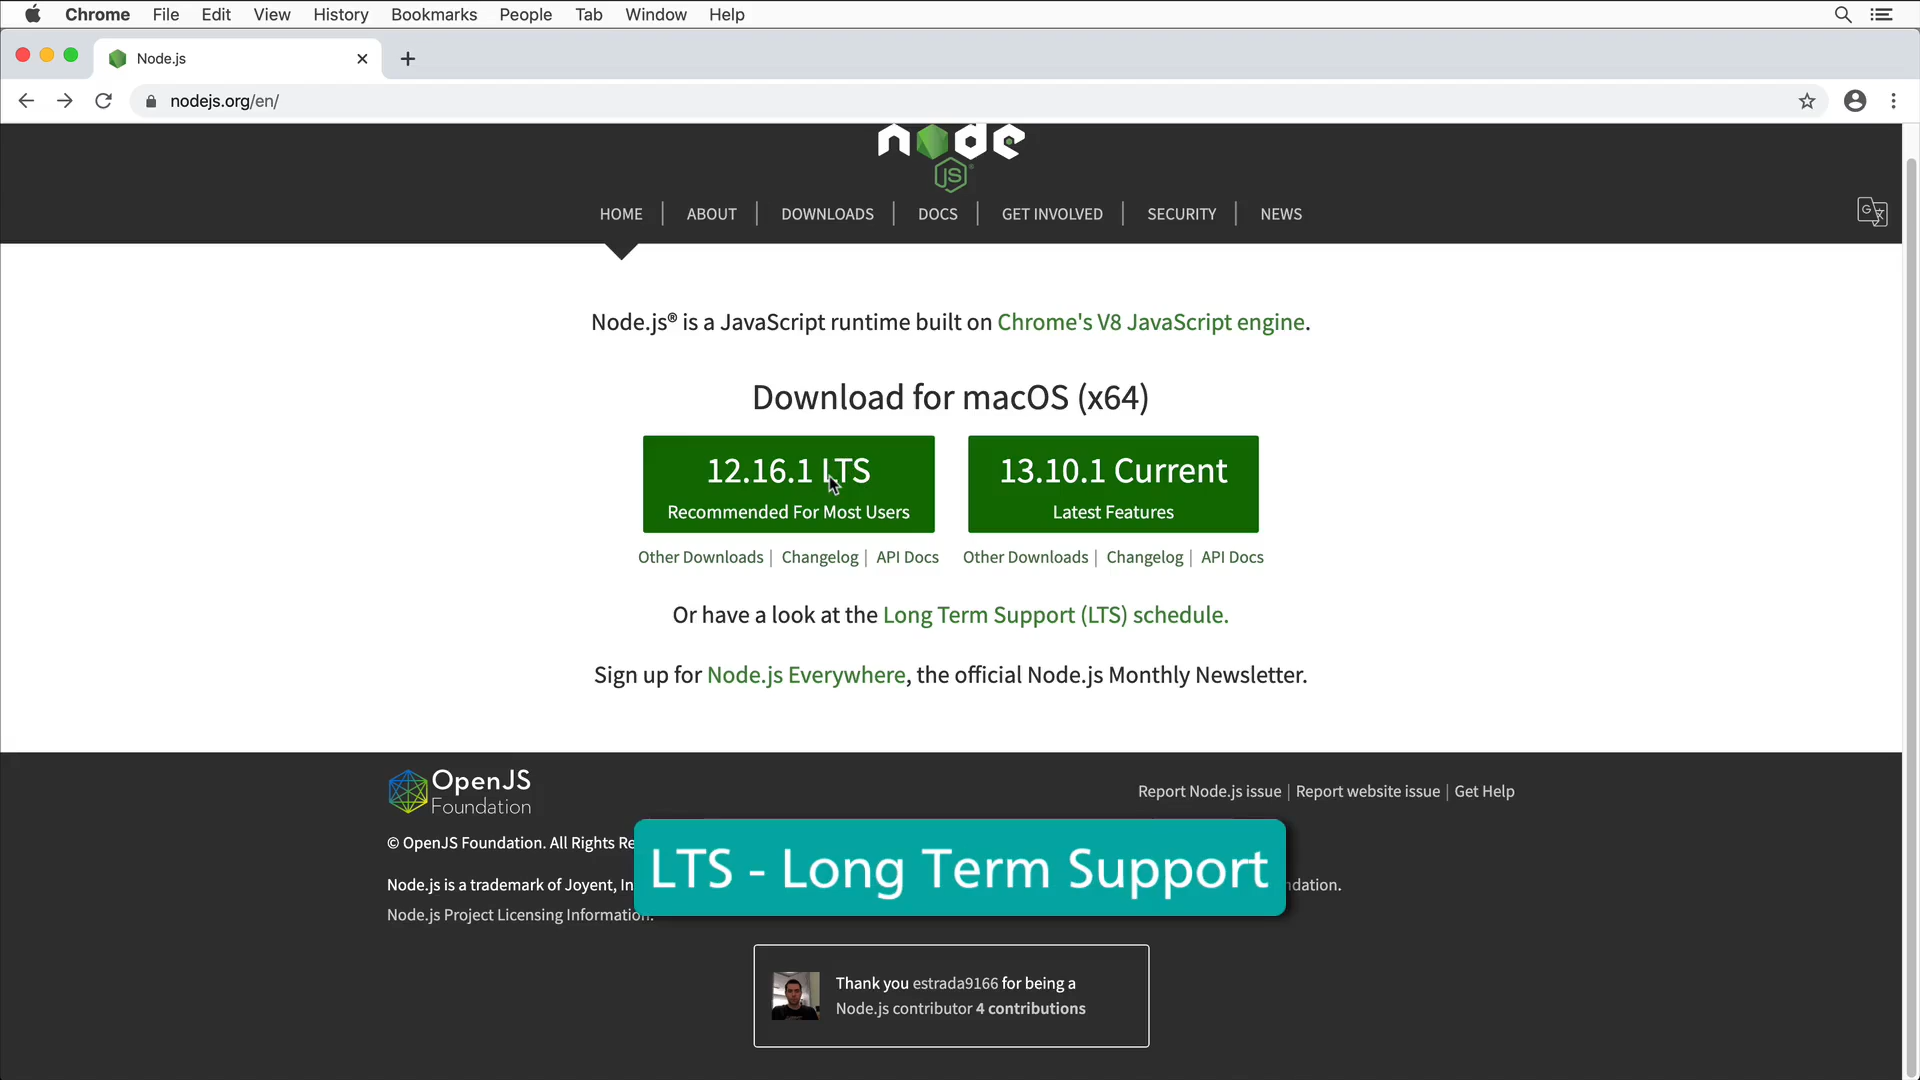 Chrome File Edit View History Bookmarks People Tab Window Help
Node.js
nodejs.org/en/
node
JS
HOME | ABOUT | DOWNLOADS | DOCS | GET INVOLVED | SECURITY | NEWS
Node.js® is a JavaScript runtime built on Chrome's V8 JavaScript engine.
Download for macOS (x64)
12.16.1 LTS
Recommended For Most Users
13.10.1 Current
Latest Features
Other Downloads | Changelog | API Docs
Other Downloads | Changelog | API Docs
Or have a look at the Long Term Support (LTS) schedule.
Sign up for Node.js Everywhere, the official Node.js Monthly Newsletter.
OpenJS
Foundation
Report Node.js issue | Report website issue | Get Help
© OpenJS Foundation. All Rights Re
Node.js is a trademark of Joyent, In
ndation.
Node.js Project Licensing Information.
LTS - Long Term Support
Thank you estrada9166 for being a
Node.js contributor 4 contributions